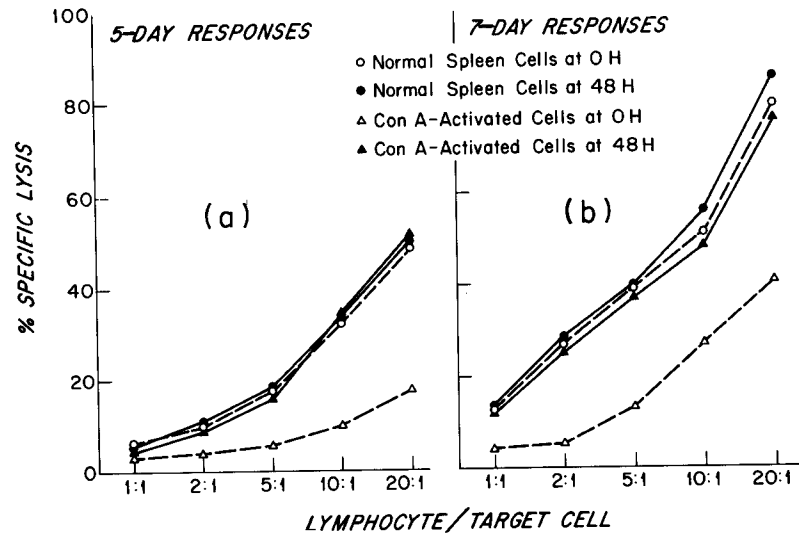 5-DAY RESPONSES
7-DAY RESPONSES
Normal Spleen Cells at 0 H
Normal Spleen Cells at 48 H
Con A-Activated Cells at 0H
Con A-Activated Cells at 48 H
% SPECIFIC LYSIS
100
80
60
40
20
0
(a)
(b)
1:1 2:1 5:1 10:1 20:1
1:1 2:1 5:1 10:1 20:1
LYMPHOCYTE/TARGET CELL